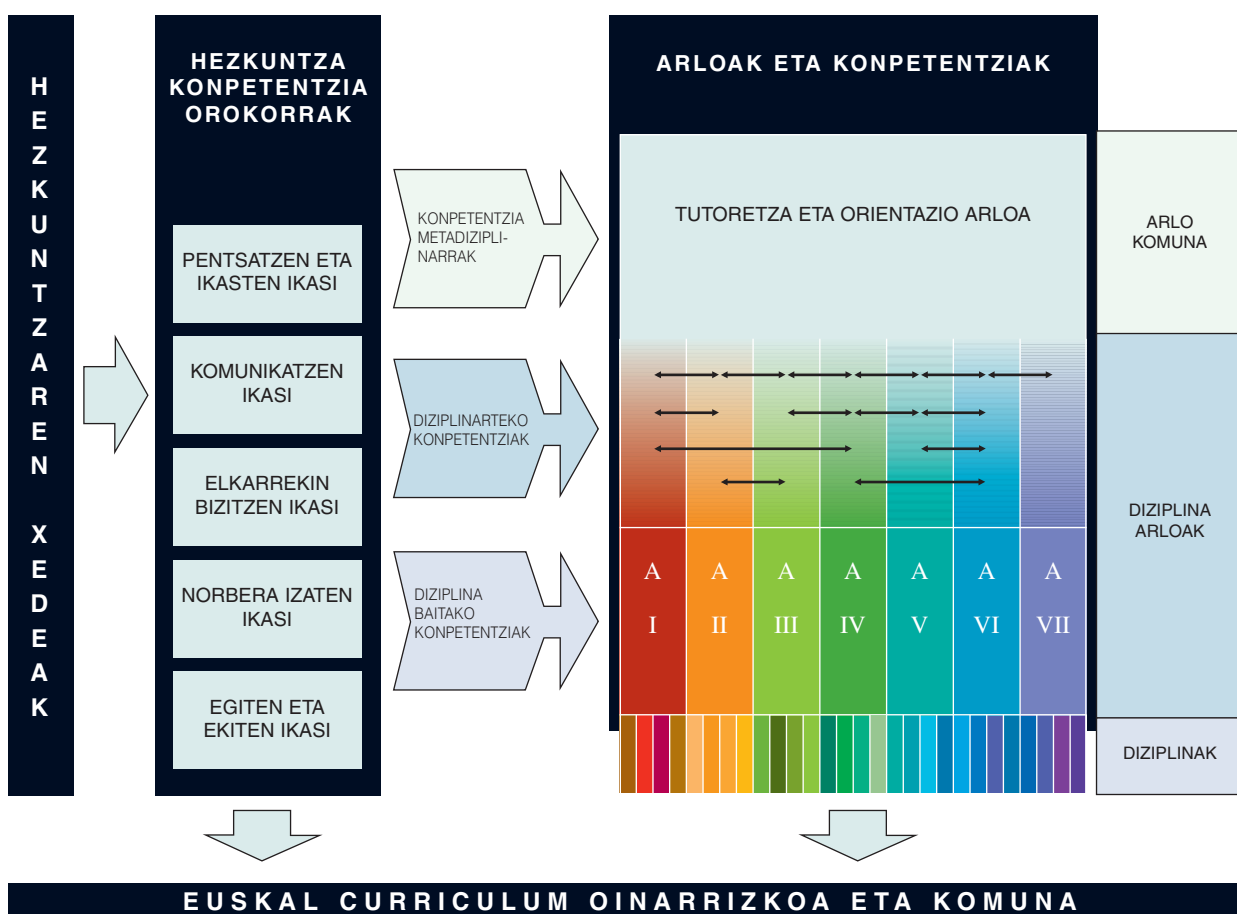 HEZKUNTZAREN XEDEAK
HEZKUNTZA
KONPETENTZIA
OROKORRAK
PENTSATZEN ETA
IKASTEN IKASI
KOMUNIKATZEN
IKASI
ELKARREKIN
BIZITZEN IKASI
NORBERA IZATEN
IKASI
EGITEN ETA
EKITEN IKASI
KONPETENTZIA
METADIZIPLI-
NARRAK
DIZIPLINARTEKO
KONPETENTZIAK
DIZIPLINA
BAITAKO
KONPETENTZIAK
ARLOAK ETA KONPETENTZIAK
TUTORETZA ETA ORIENTAZIO ARLOA
A A A A A A A
I II III IV V VI VII
ARLO
KOMUNA
DIZIPLINA
ARLOAK
DIZIPLINAK
EUSKAL CURRICULUM OINARRIZKOA ETA KOMUNA